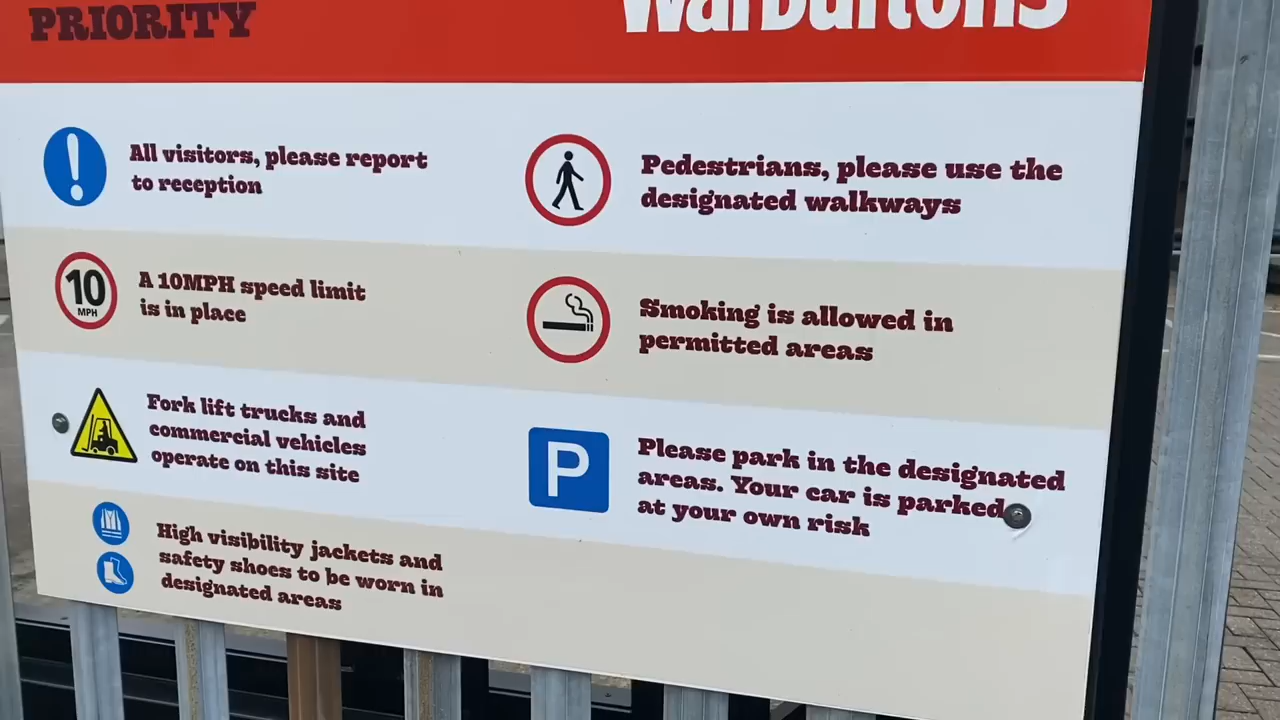 PRIORITY
Warburtons
All visitors, please report
to reception
Pedestrians, please use the
designated walkways
10
MPH
A 10MPH speed limit
is in place
Smoking is allowed in
permitted areas
Fork lift trucks and
commercial vehicles
operate on this site
P
Please park in the designated
areas. Your car is parked
at your own risk
High visibility jackets and
safety shoes to be worn in
designated areas